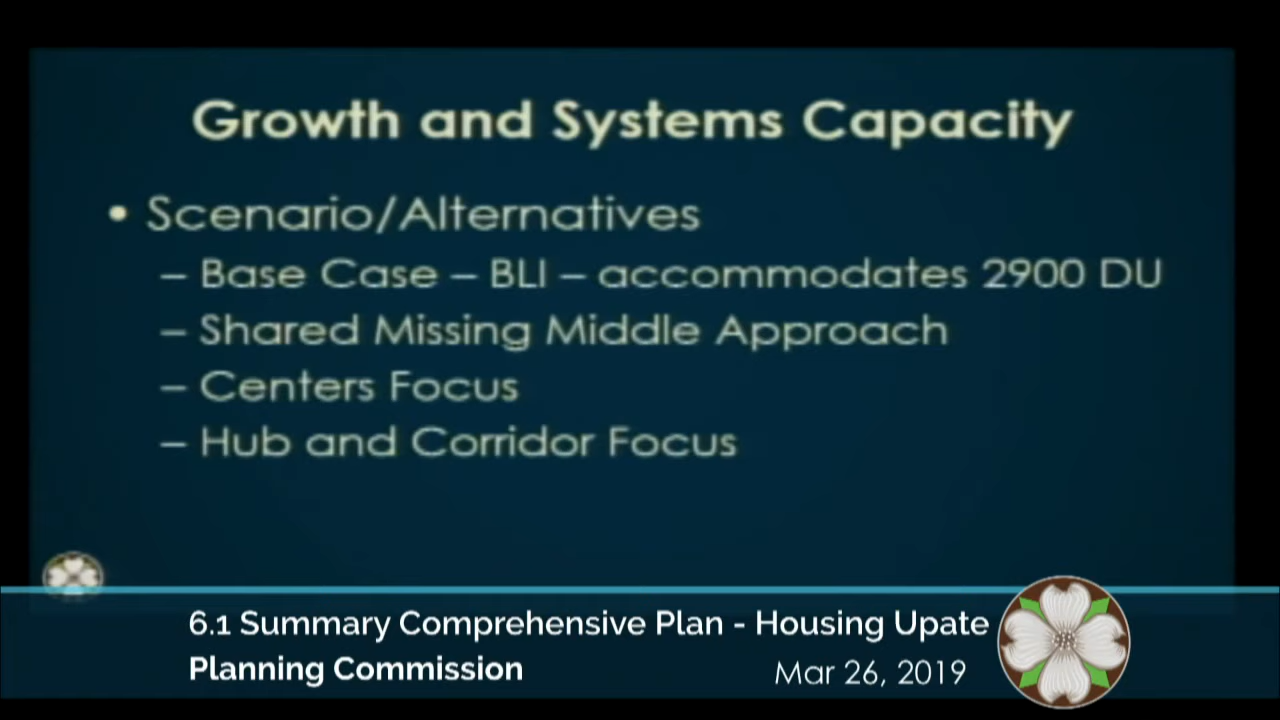 Growth and Systems Capacity
• Scenario/Alternatives
– Base Case – BLI – accommodates 2900 DU
– Shared Missing Middle Approach
– Centers Focus
– Hub and Corridor Focus
6.1 Summary Comprehensive Plan - Housing Upate
Planning Commission
Mar 26, 2019